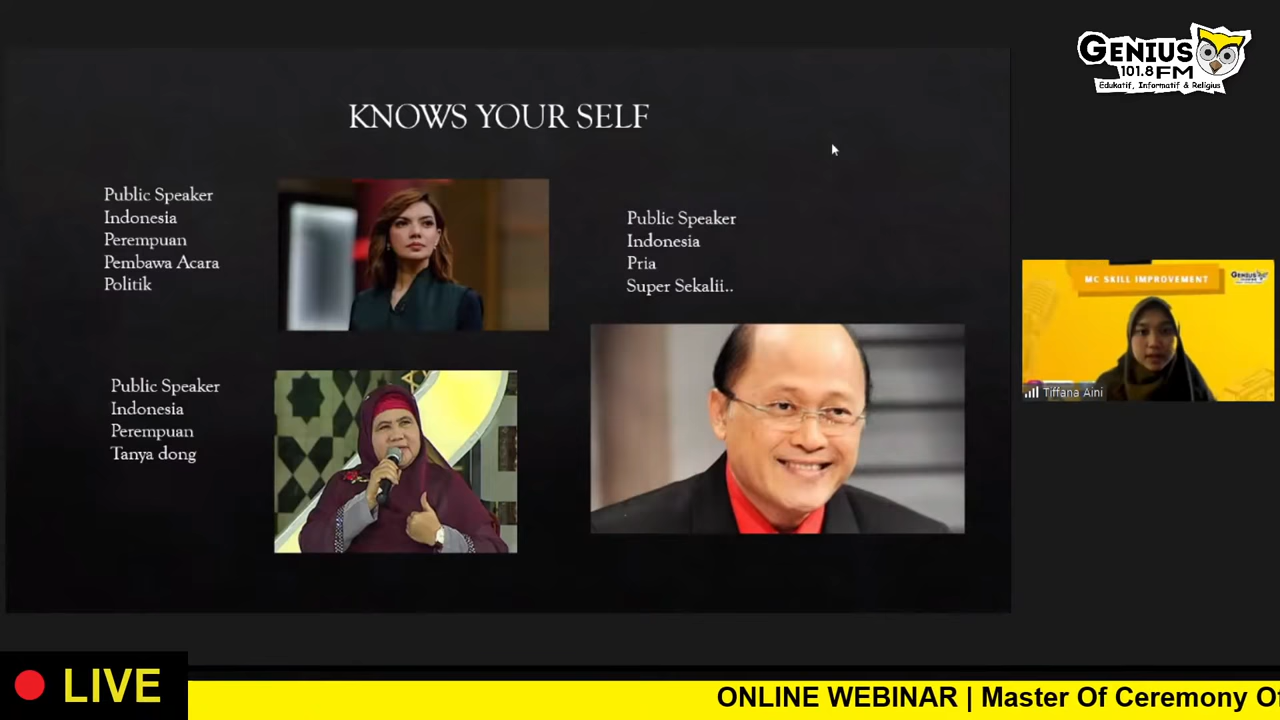 GENIUS
101.8 FM
Edukatif, Informatif & Religius
KNOWS YOUR SELF
Public Speaker
Indonesia
Perempuan
Pembawa Acara
Politik
Public Speaker
Indonesia
Pria
Super Sekalii..
Public Speaker
Indonesia
Perempuan
Tanya dong
MC SKILL IMPROVEMENT
GENIUS
Tiffana Aini
LIVE
ONLINE WEBINAR | Master Of Ceremony Of